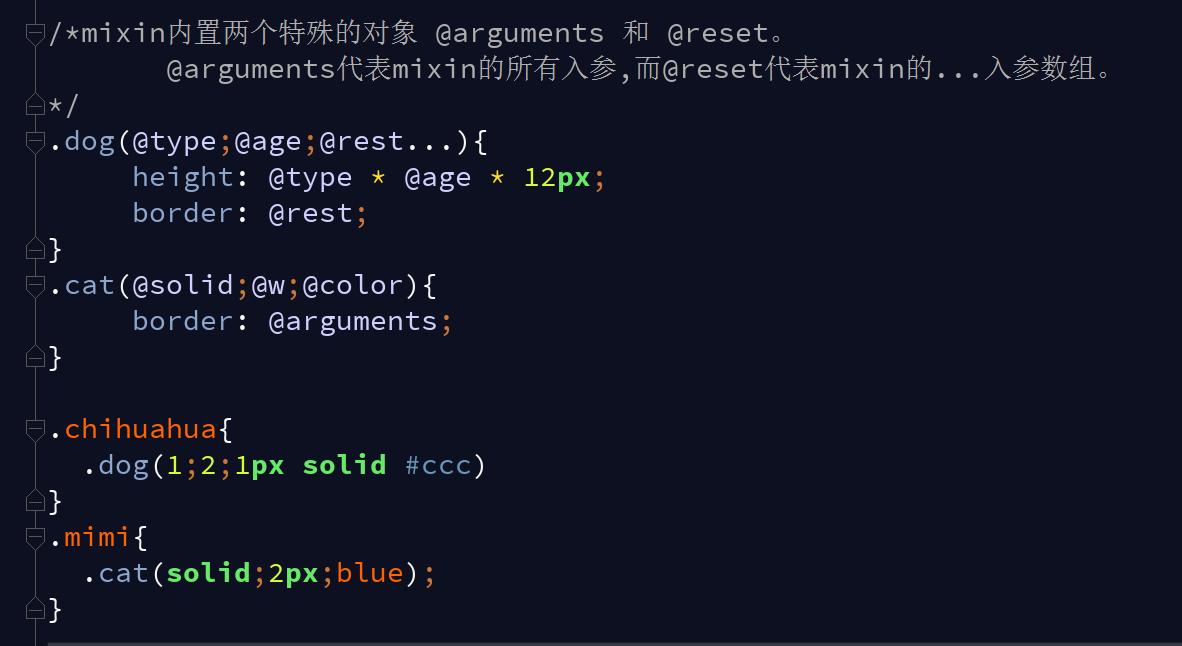 /*mixin内置两个特殊的对象 @arguments 和 @reset。
@arguments代表mixin的所有入参,而@reset代表mixin的...入参数组。
*/
.dog(@type;@age;@rest...){
height: @type * @age * 12px;
border: @rest;
}
.cat(@solid;@w;@color){
border: @arguments;
}
.chihuahua{
.dog(1;2;1px solid #ccc)
}
.mimi{
.cat(solid;2px;blue);
}